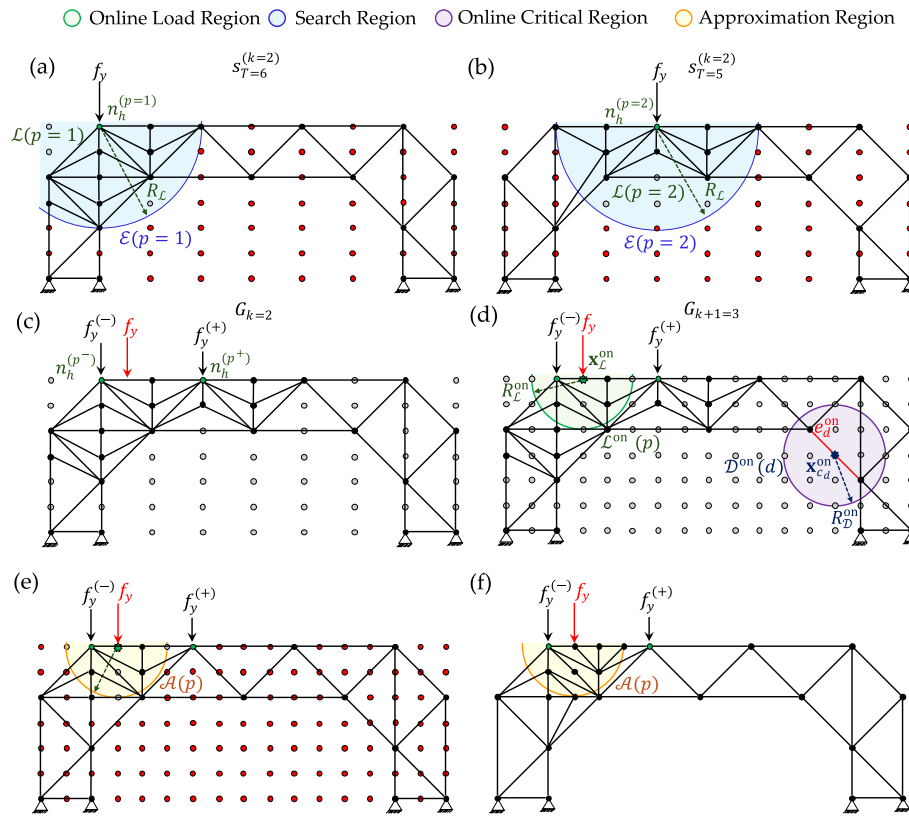 Online Load Region Search Region Online Critical Region Approximation Region
(a) s_{T=6}^{(k=2)} (b) s_{T=5}^{(k=2)}
f_y f_y
n_h^{(p=1)} n_h^{(p=2)}
ℒ(p = 1)
R_ℒ ℒ(p = 2) R_ℒ
ℰ(p = 1) ℰ(p = 2)
(c) G_{k=2} (d) G_{k+1=3}
f_y^{(-)} f_y f_y^{(+)} f_y^{(-)} f_y f_y^{(+)}
n_h^{(p^-)} n_h^{(p^+)} x_ℒ^{on}
R_ℒ^{on}
ℒ^{on}(p) e_d^{on}
𝒟^{on}(d) x_{c_d}^{on}
R_𝒟^{on}
(e) (f)
f_y^{(-)} f_y f_y^{(+)} f_y^{(-)} f_y f_y^{(+)}
𝒜(p) 𝒜(p)